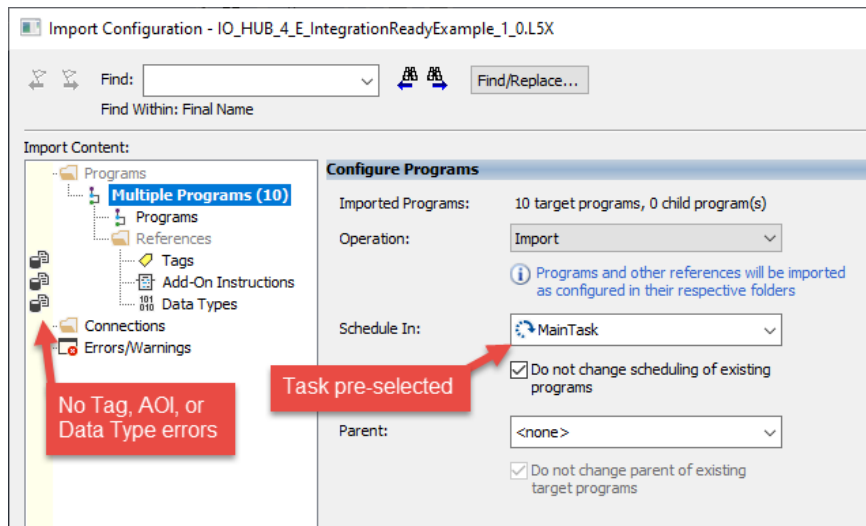 Import Configuration - IO_HUB_4_E_IntegrationReadyExample_1_0.L5X
Find:
Find/Replace...
Find Within: Final Name
Import Content:
Programs
Multiple Programs (10)
Programs
References
Tags
Add-On Instructions
101
010
Data Types
Connections
Errors/Warnings
No Tag, AOI, or
Data Type errors
Configure Programs
Imported Programs:
10 target programs, 0 child program(s)
Operation:
Import
Programs and other references will be imported
as configured in their respective folders
Schedule In:
MainTask
Task pre-selected
Do not change scheduling of existing
programs
Parent:
<none>
Do not change parent of existing
target programs